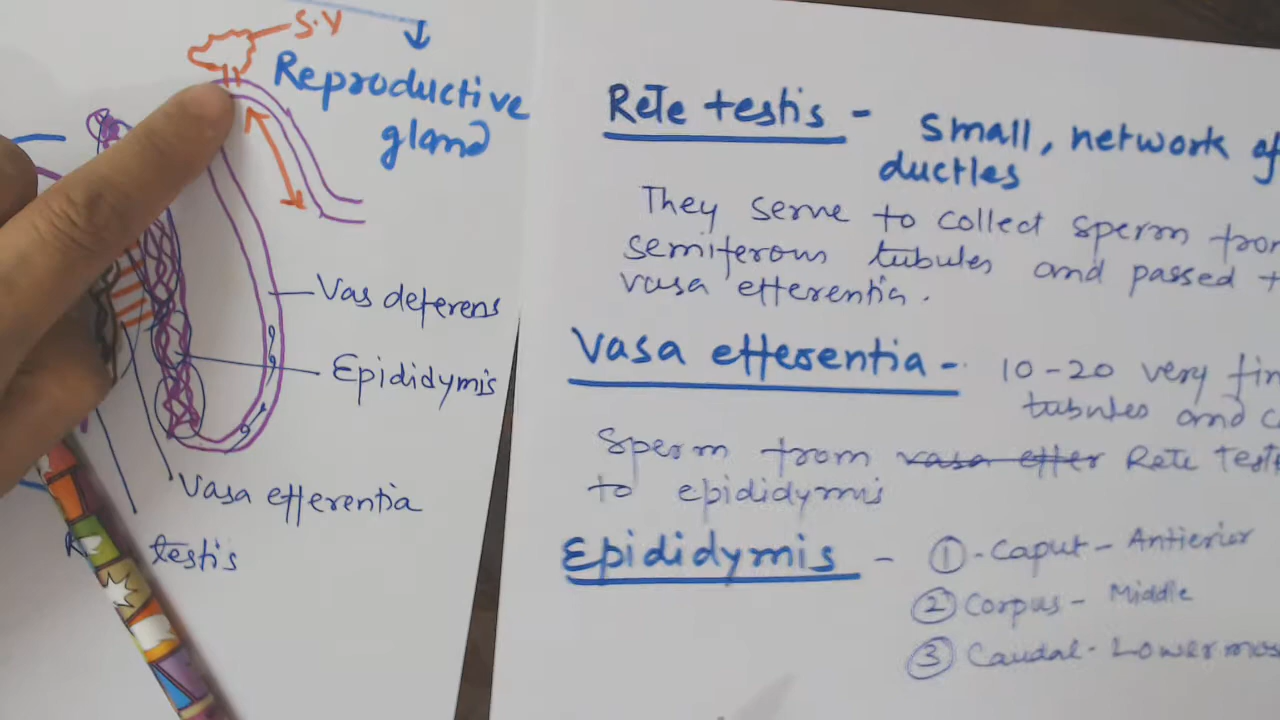 S.V
Reproductive
gland
Vas deferens
Epididymis
Vasa efferentia
testis
Rete testis - Small, network of
ductles
They serve to collect sperm from
semiferous tubules and passed
vasa efferentia.
Vasa efferentia - 10-20 very fin
tubules and
Sperm from vasa effer Rete
to epididymis
Epididymis - ① - Caput - Antierior
② Corpus - Middle
③ Caudal - Lowermos